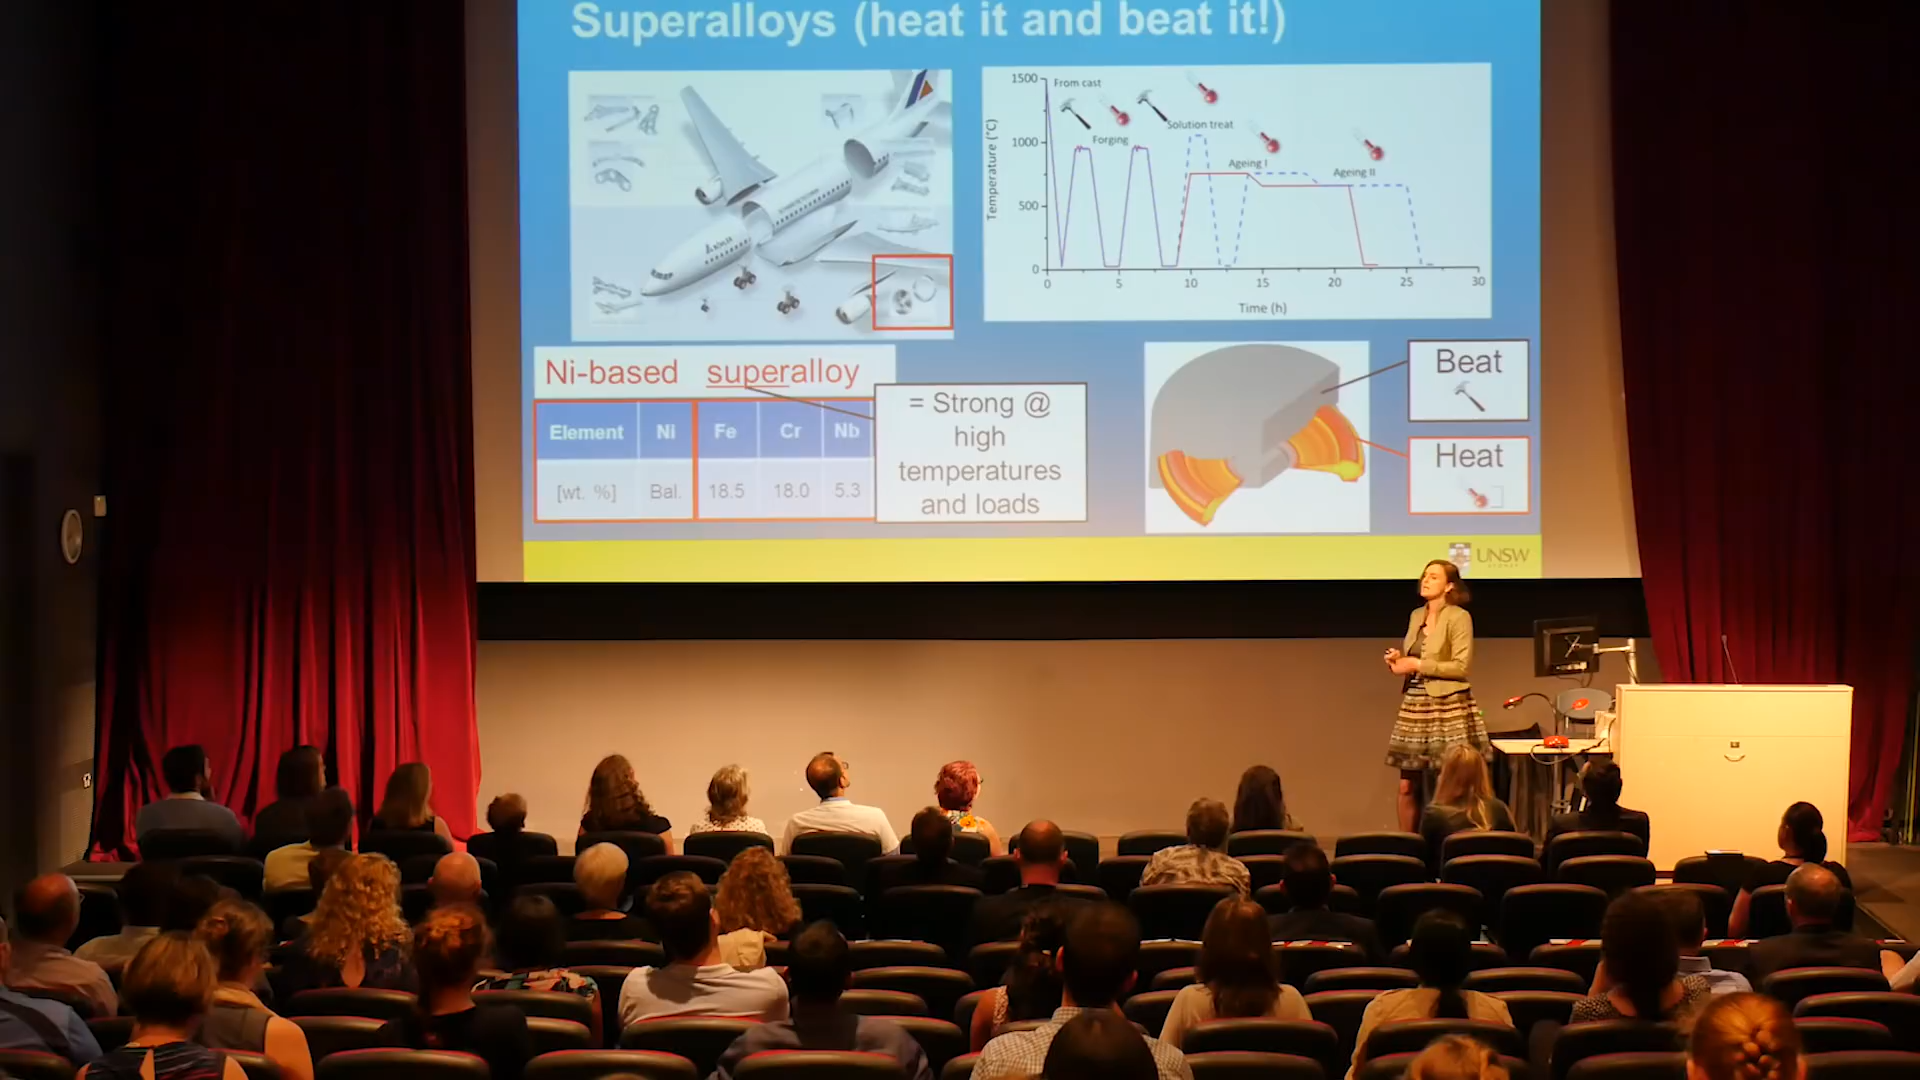 Superalloys (heat it and beat it!)
1500
From cast
Solution treat
1000
Forging
Ageing I
Ageing II
Temperature (°C)
500
0
0 5 10 15 20 25 30
Time (h)
Ni-based superalloy
Element Ni Fe Cr Nb
[wt. %] Bal. 18.5 18.0 5.3
= Strong @
high
temperatures
and loads
Beat
Heat
UNSW